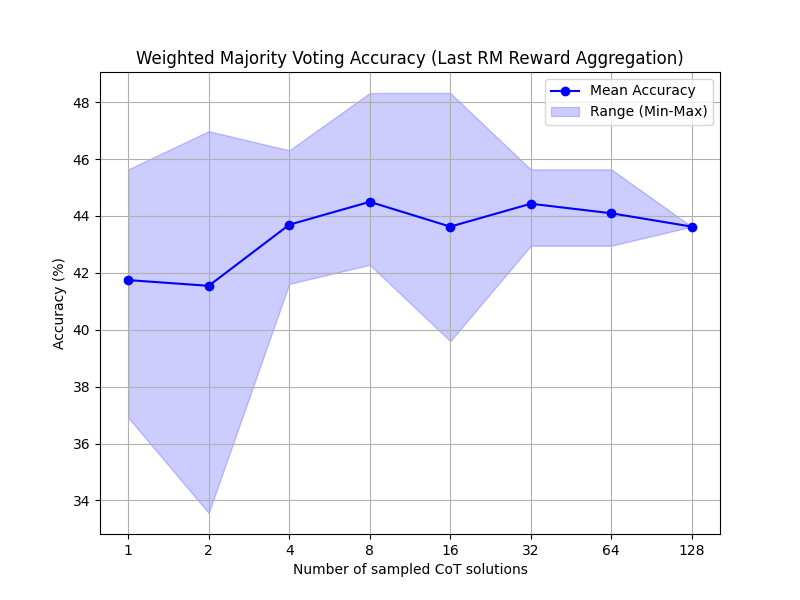 Weighted Majority Voting Accuracy (Last RM Reward Aggregation)
Mean Accuracy
Range (Min-Max)
Accuracy (%)
48
46
44
42
40
38
36
34
1 2 4 8 16 32 64 128
Number of sampled CoT solutions